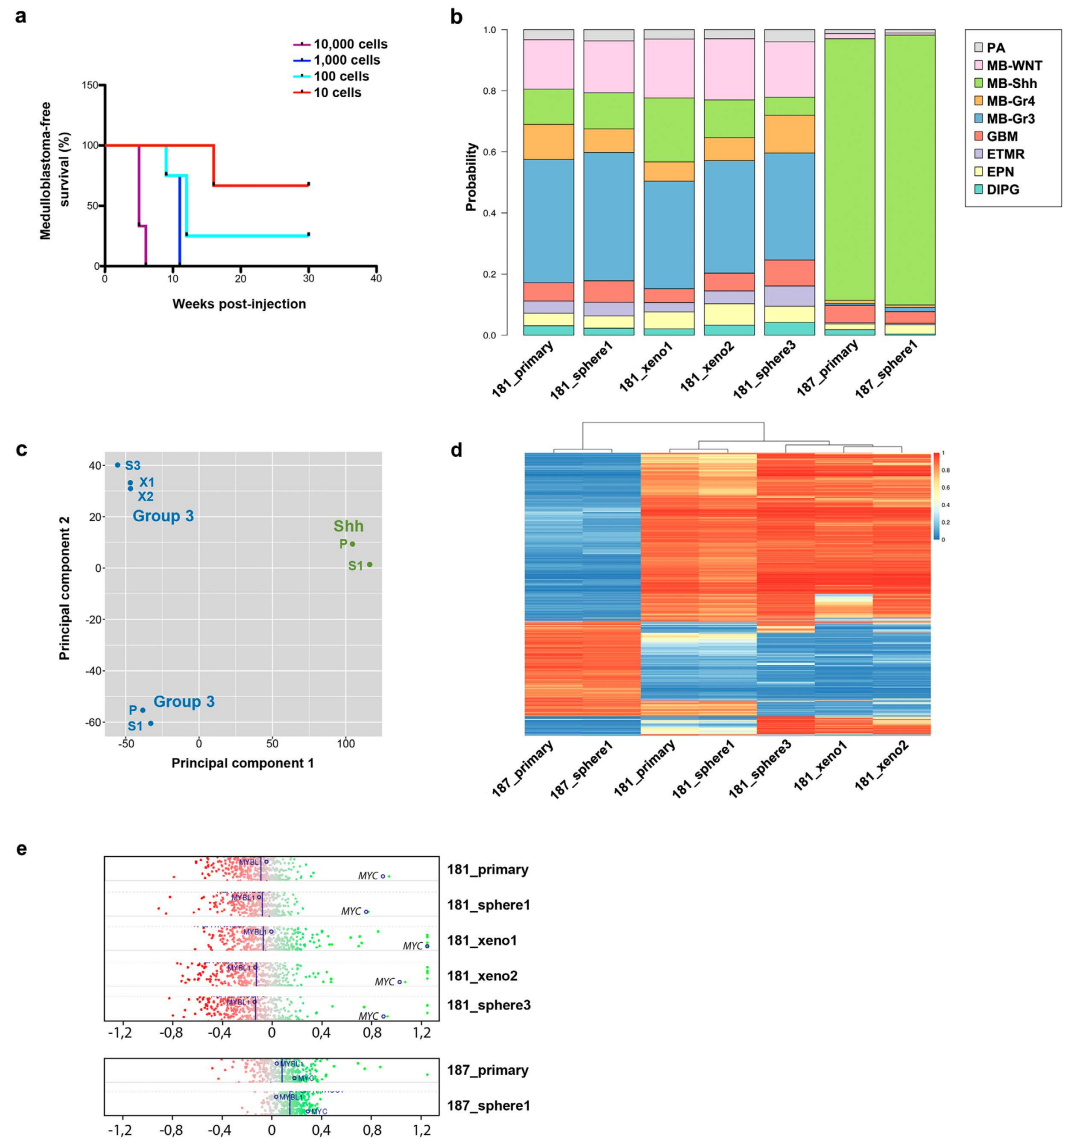 a
10,000 cells
1,000 cells
100 cells
10 cells
150
100
50
0
Medulloblastoma-free
survival (%)
0 10 20 30 40
Weeks post-injection
b
1.0
0.8
0.6
0.4
0.2
0.0
Probability
181_primary
181_sphere1
181_xeno1
181_xeno2
181_sphere3
187_primary
187_sphere1
PA
MB-WNT
MB-Shh
MB-Gr4
MB-Gr3
GBM
ETMR
EPN
DIPG
c
40
20
0
-20
-40
-60
Principal component 2
S3
X1
X2
Group 3
Shh
P
S1
Group 3
P
S1
-50 0 50 100
Principal component 1
d
1
0.8
0.6
0.4
0.2
0
187_primary
187_sphere1
181_primary
181_sphere1
181_sphere3
181_xeno1
181_xeno2
e
MYBL1
MYC
181_primary
MYBL1
MYC
181_sphere1
MYBL1
MYC
181_xeno1
MYBL1
MYC
181_xeno2
MYBL1
MYC
181_sphere3
-1,2 -0,8 -0,4 0 0,4 0,8 1,2
MYBL1
MYC
187_primary
MYBL1
MYC
187_sphere1
-1,2 -0,8 -0,4 0 0,4 0,8 1,2